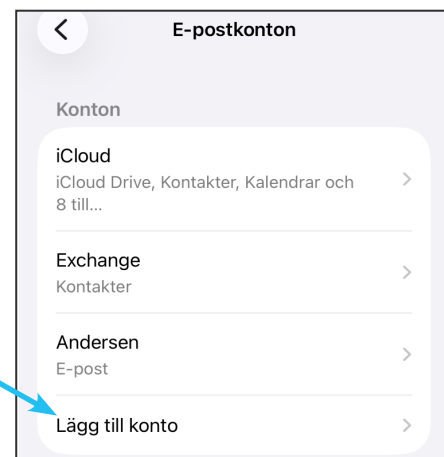 E-postkonton
Konton
iCloud
iCloud Drive, Kontakter, Kalendrar och
8 till...
Exchange
Kontakter
Andersen
E-post
Lägg till konto